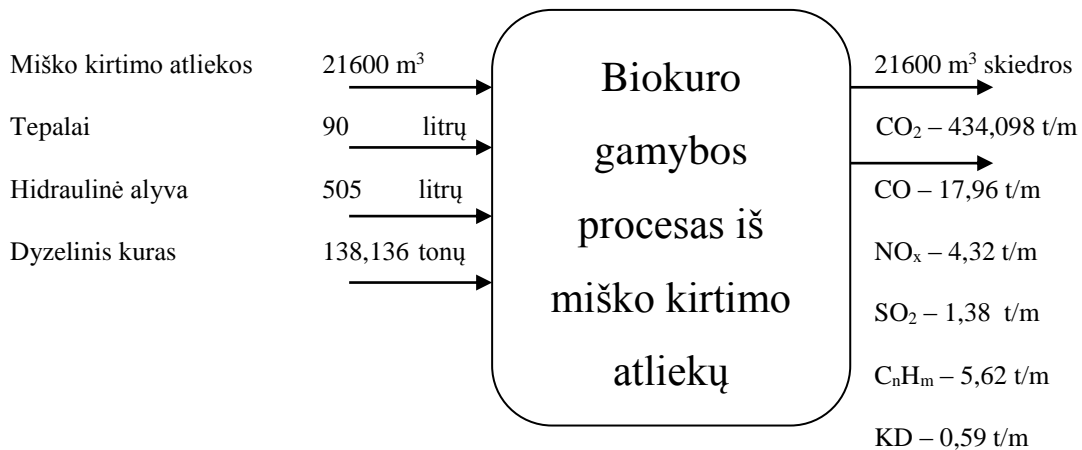 Miško kirtimo atliekos 21600 m³
Tepalai 90 litrų
Hidraulinė alyva 505 litrų
Dyzelinis kuras 138,136 tonų
Biokuro
gamybos
procesas iš
miško kirtimo
atliekų
21600 m³ skiedros
CO₂ – 434,098 t/m
CO – 17,96 t/m
NOₓ – 4,32 t/m
SO₂ – 1,38 t/m
CₙHₘ – 5,62 t/m
KD – 0,59 t/m